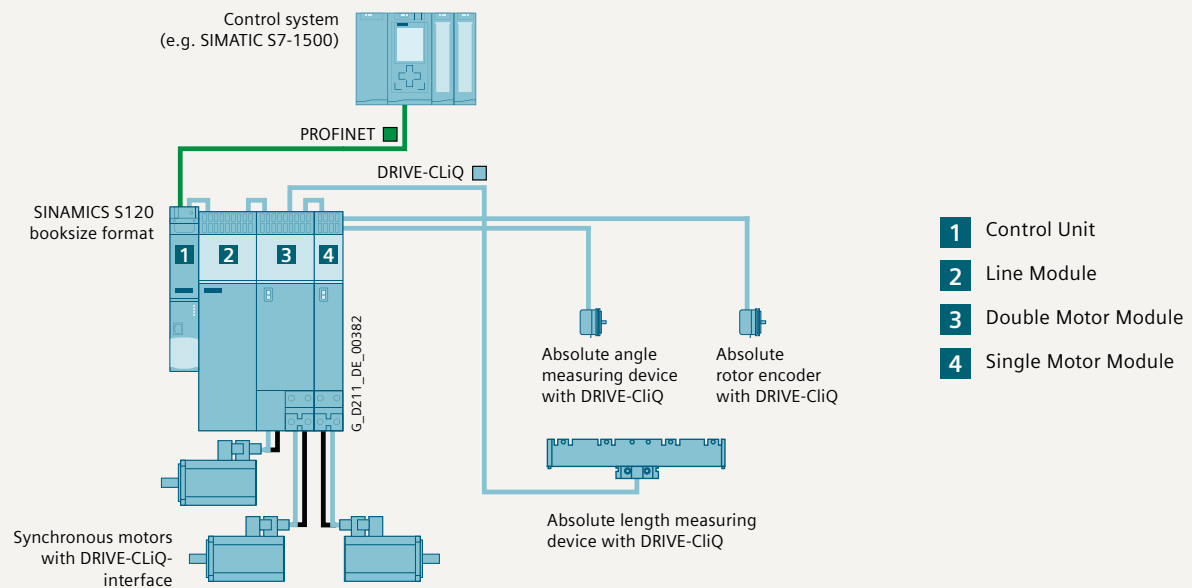 Control system
(e.g. SIMATIC S7-1500)
PROFINET
DRIVE-CLiQ
SINAMICS S120
booksize format
1
2
3
4
G_D211_DE_00382
Absolute angle
measuring device
with DRIVE-CliQ
Absolute
rotor encoder
with DRIVE-CliQ
Absolute length measuring
device with DRIVE-CliQ
Synchronous motors
with DRIVE-CLiQ-
interface
1 Control Unit
2 Line Module
3 Double Motor Module
4 Single Motor Module